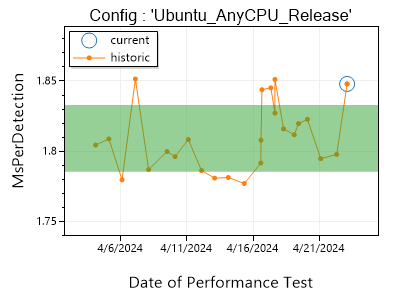 Config : 'Ubuntu_AnyCPU_Release'
current
historic
MsPerDetection
1.85
1.8
1.75
4/6/2024
4/11/2024
4/16/2024
4/21/2024
Date of Performance Test